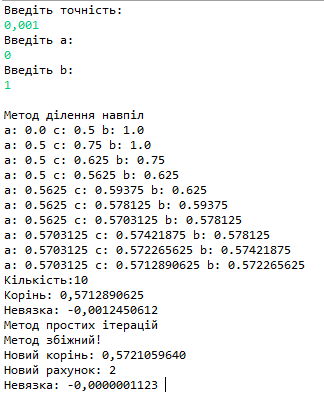 Введіть точність:
0,001
Введіть a:
0
Введіть b:
1
Метод ділення навпіл
a: 0.0 c: 0.5 b: 1.0
a: 0.5 c: 0.75 b: 1.0
a: 0.5 c: 0.625 b: 0.75
a: 0.5 c: 0.5625 b: 0.625
a: 0.5625 c: 0.59375 b: 0.625
a: 0.5625 c: 0.578125 b: 0.59375
a: 0.5625 c: 0.5703125 b: 0.578125
a: 0.5703125 c: 0.57421875 b: 0.578125
a: 0.5703125 c: 0.572265625 b: 0.57421875
a: 0.5703125 c: 0.5712890625 b: 0.572265625
Кількість:10
Корінь: 0,5712890625
Невязка: -0,0012450612
Метод простих ітерацій
Метод збіжний!
Новий корінь: 0,5721059640
Новий рахунок: 2
Невязка: -0,0000001123